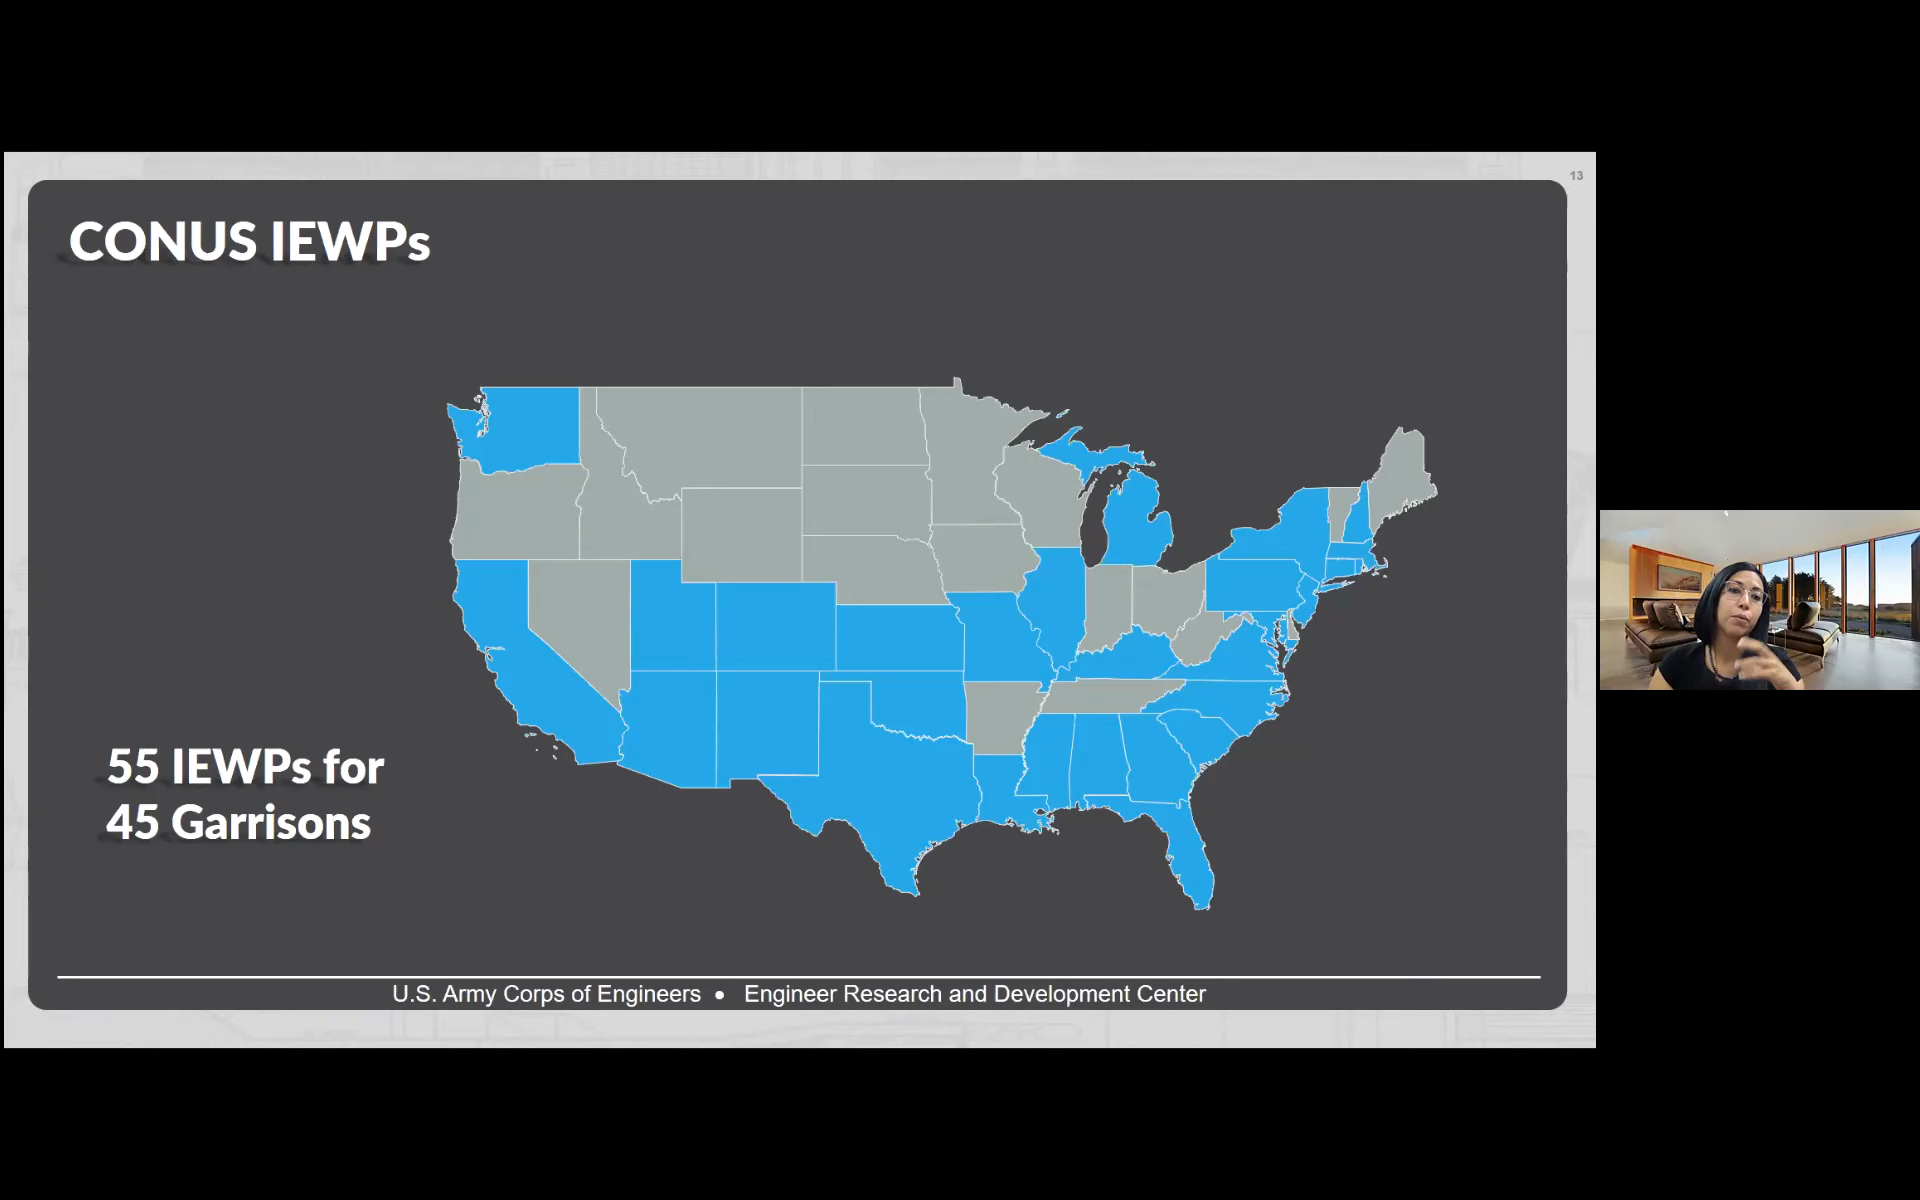 13
CONUS IEWPs
55 IEWPs for
45 Garrisons
U.S. Army Corps of Engineers ● Engineer Research and Development Center